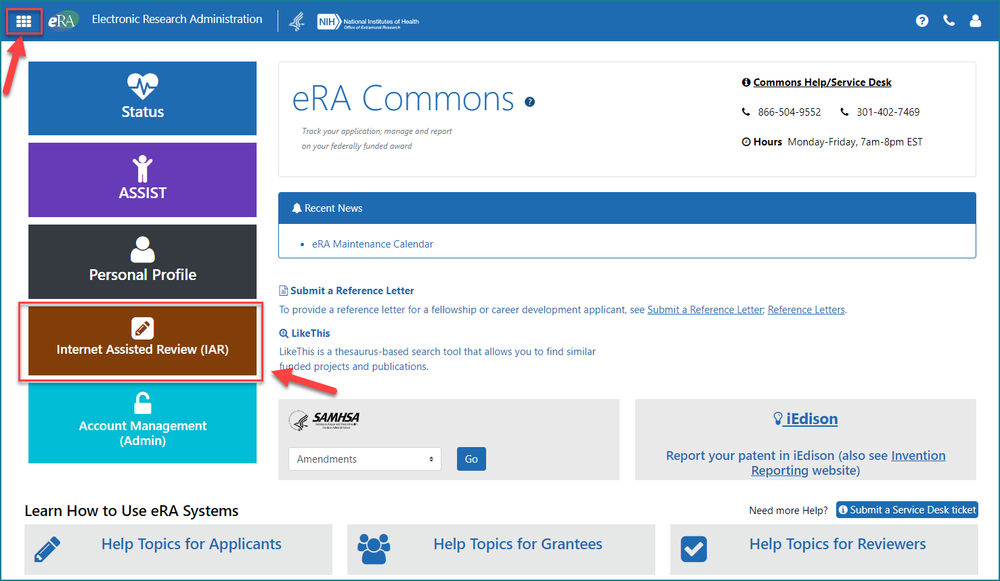 eRA
Electronic Research Administration
NIH
National Institutes of Health
Office of Extramural Research
Status
ASSIST
Personal Profile
Internet Assisted Review (IAR)
Account Management
(Admin)
eRA Commons
Track your application; manage and report
on your federally funded award
Commons Help/Service Desk
866-504-9552 301-402-7469
Hours Monday-Friday, 7am-8pm EST
Recent News
eRA Maintenance Calendar
Submit a Reference Letter
To provide a reference letter for a fellowship or career development applicant, see Submit a Reference Letter; Reference Letters.
LikeThis
LikeThis is a thesaurus-based search tool that allows you to find similar
funded projects and publications.
SAMHSA
Substance Abuse and Mental Health
Services Administration
Amendments
Go
iEdison
Report your patent in iEdison (also see Invention
Reporting website)
Learn How to Use eRA Systems
Need more Help?
Submit a Service Desk ticket
Help Topics for Applicants
Help Topics for Grantees
Help Topics for Reviewers